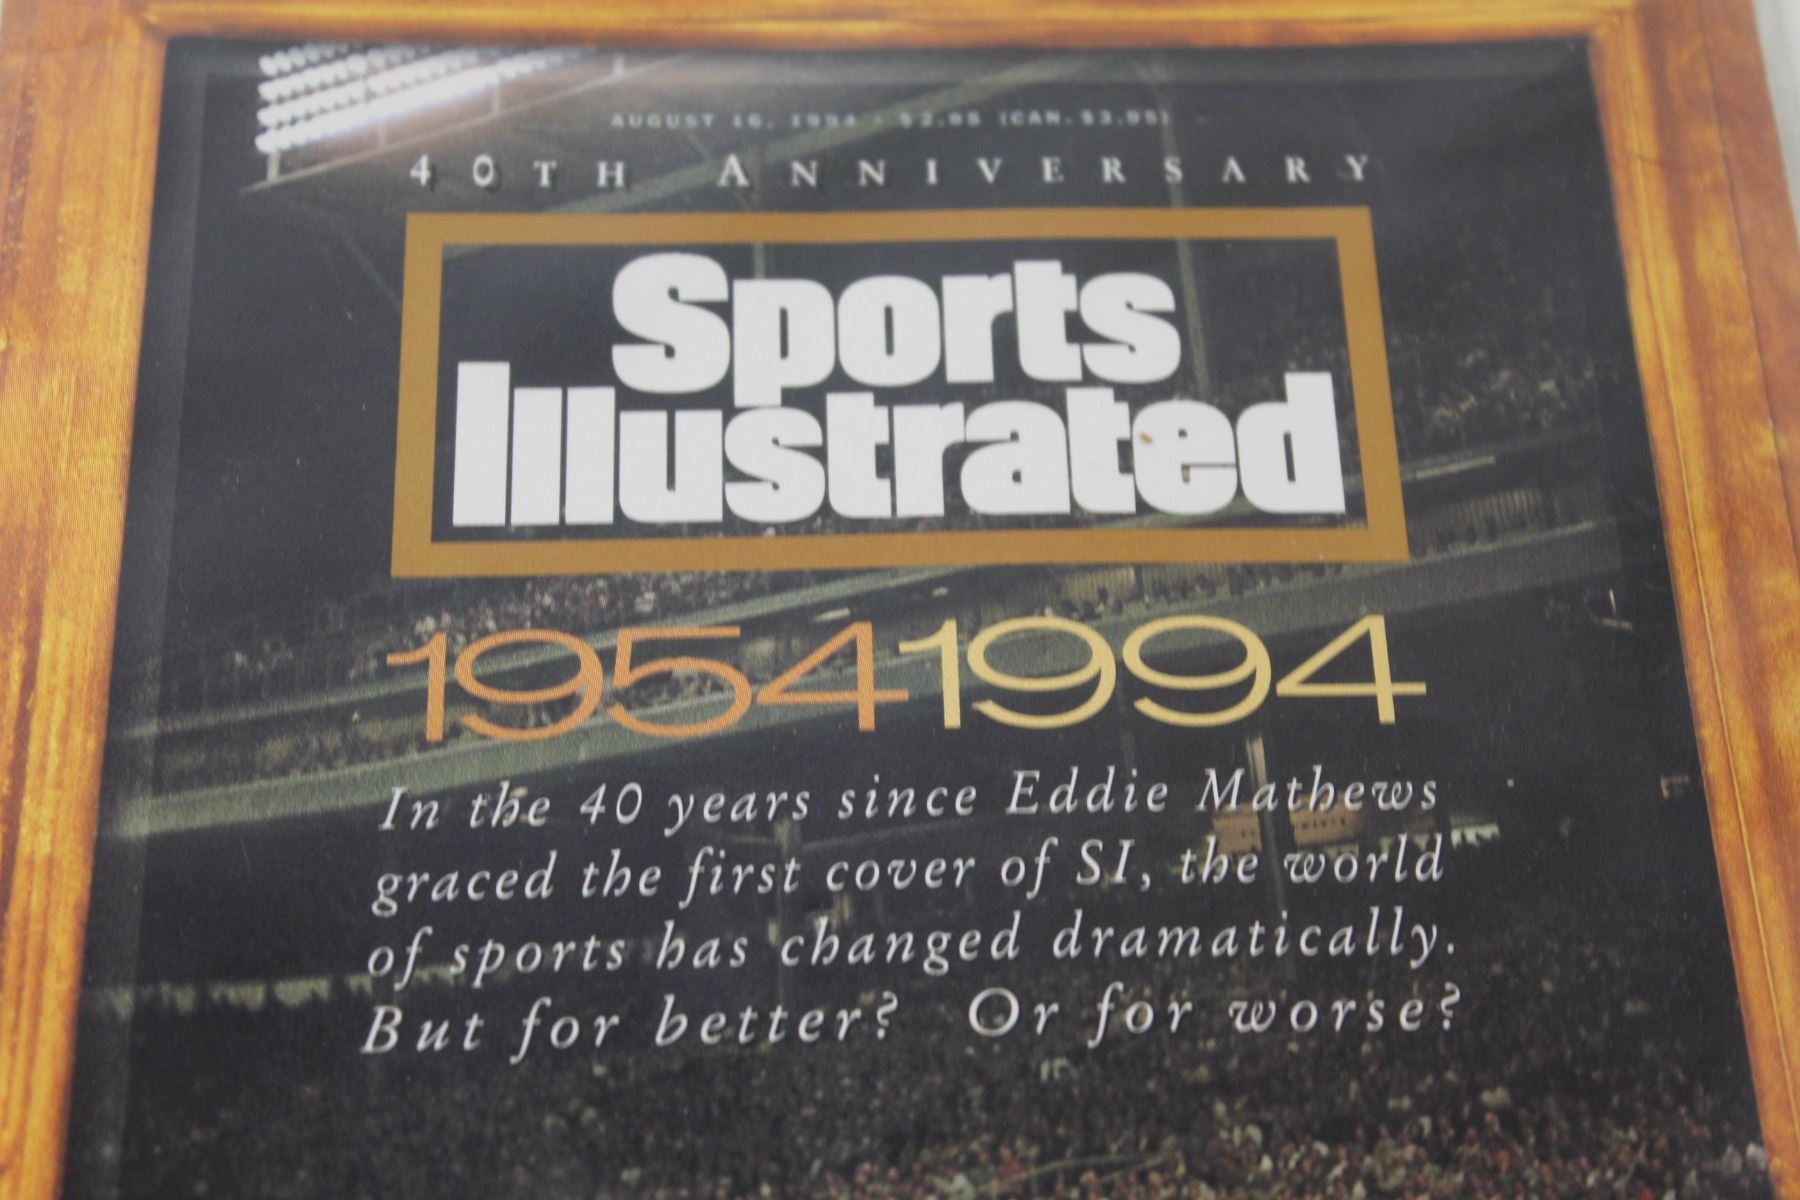 AUGUST 16, 1994 • $2.95 (CAN. $3.95)
40TH ANNIVERSARY
Sports
Illustrated
19541994
In the 40 years since Eddie Mathews
graced the first cover of SI, the world
of sports has changed dramatically.
But for better? Or for worse?